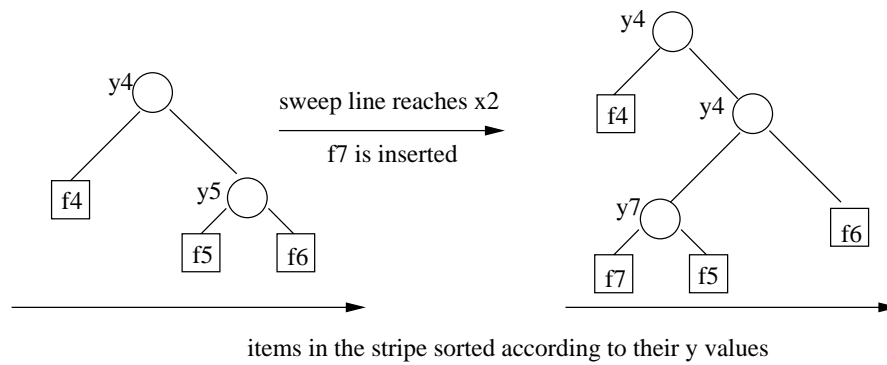 y4
f4
y5
f5
f6
sweep line reaches x2
f7 is inserted
y4
f4
y4
y7
f7
f5
f6
items in the stripe sorted according to their y values